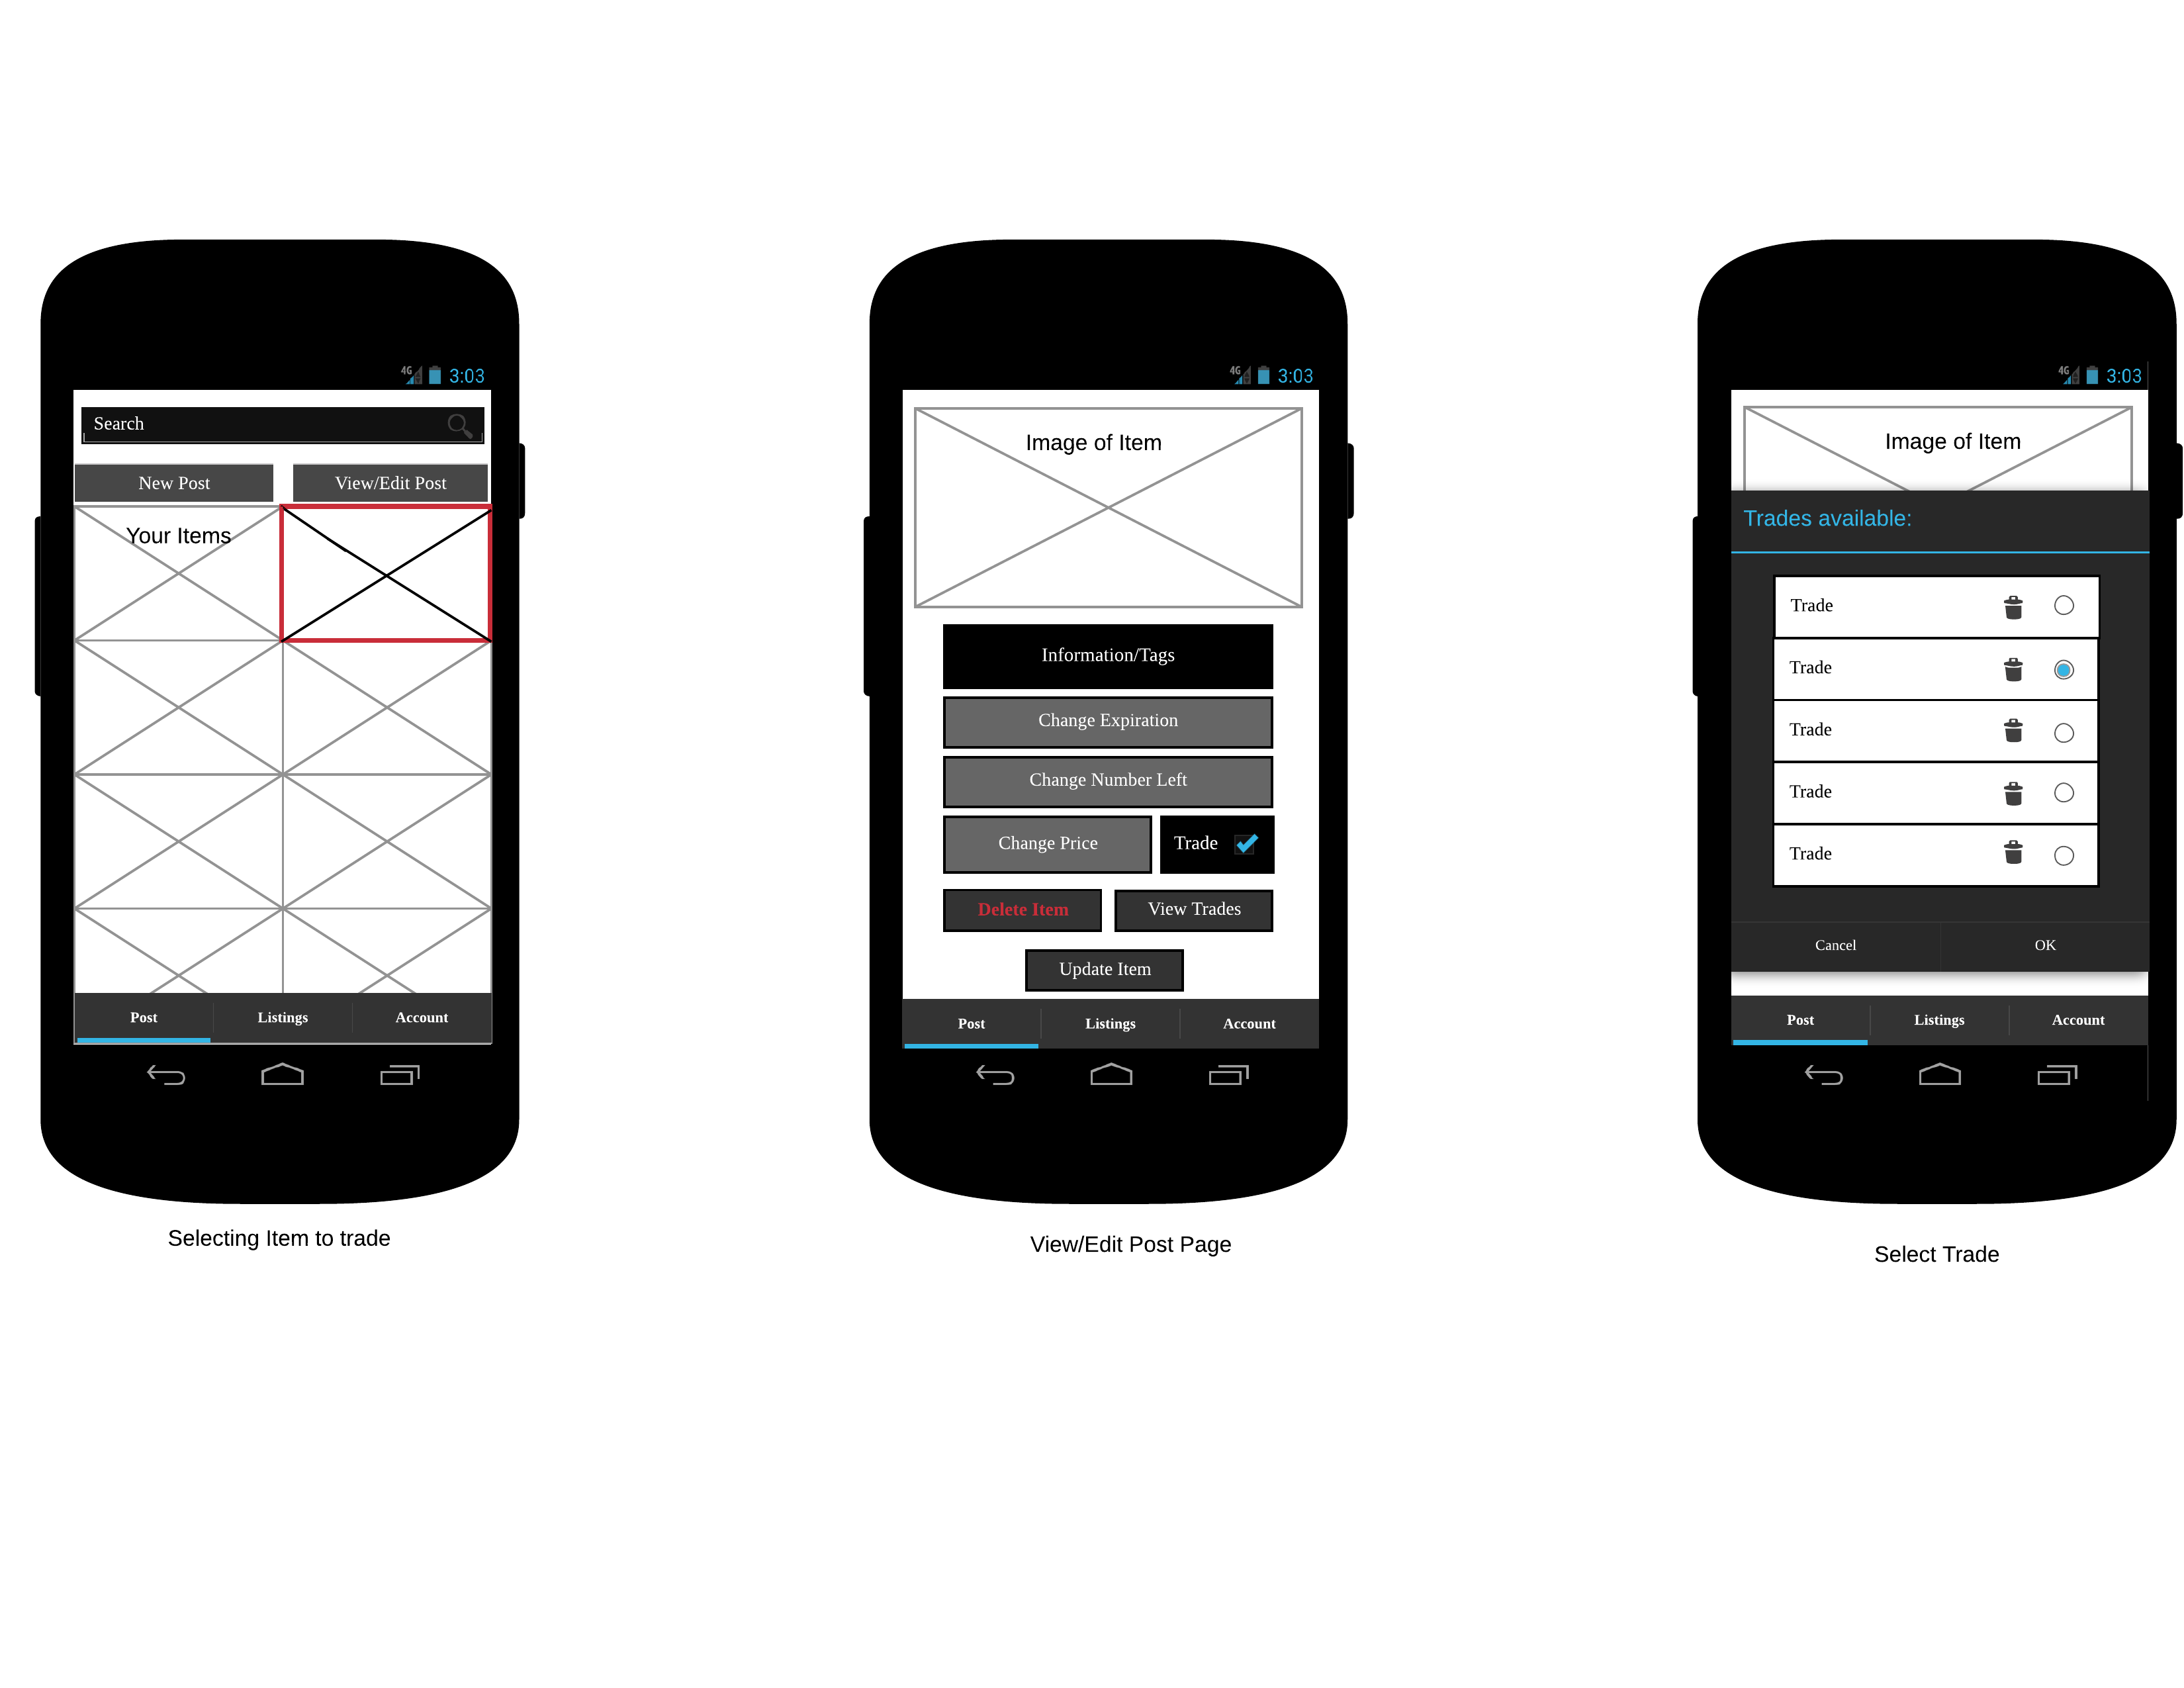 4G 3:03
Search
New Post View/Edit Post
Your Items
Post Listings Account
Selecting Item to trade
4G 3:03
Image of Item
Information/Tags
Change Expiration
Change Number Left
Change Price Trade
Delete Item View Trades
Update Item
Post Listings Account
View/Edit Post Page
4G 3:03
Image of Item
Trades available:
Trade
Trade
Trade
Trade
Trade
Cancel OK
Post Listings Account
Select Trade